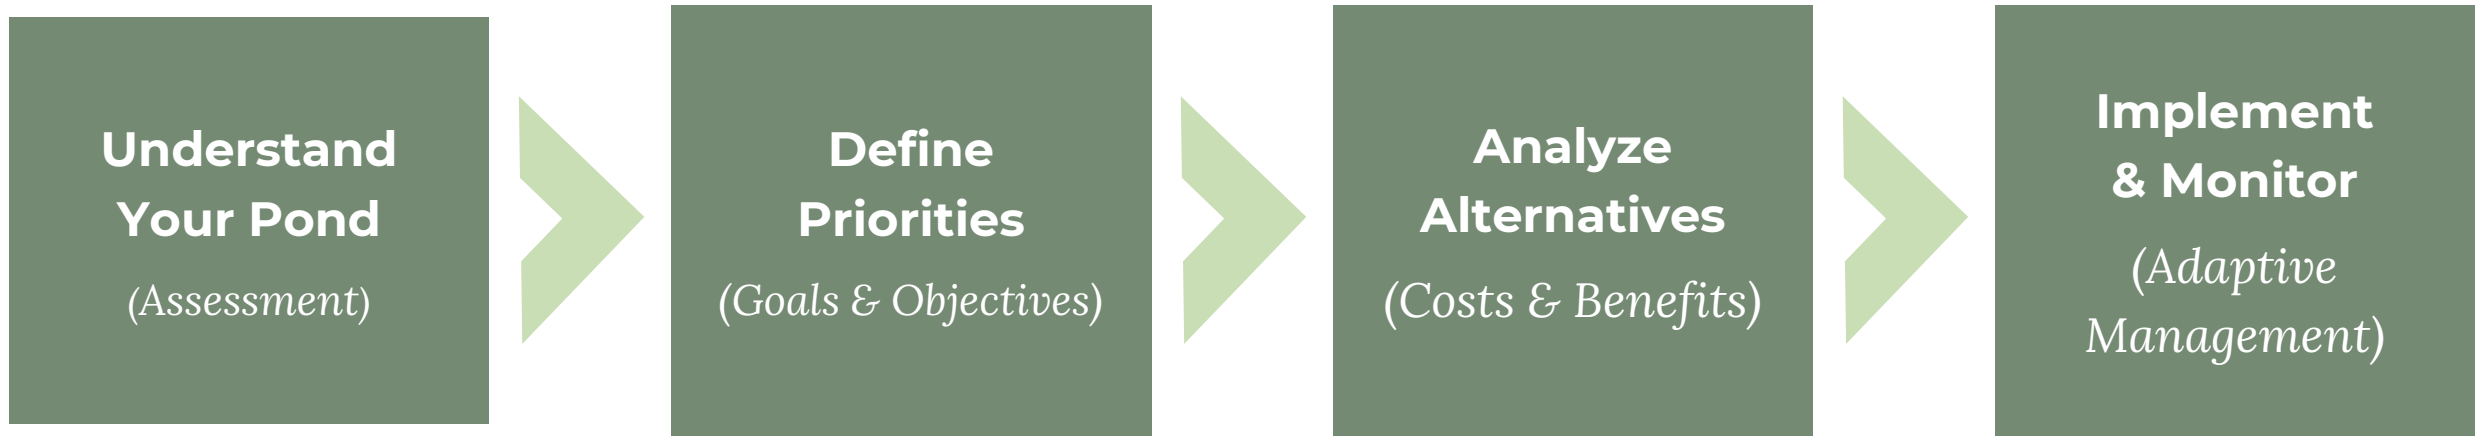 Understand
Your Pond
(Assessment)
Define
Priorities
(Goals & Objectives)
Analyze
Alternatives
(Costs & Benefits)
Implement
& Monitor
(Adaptive
Management)